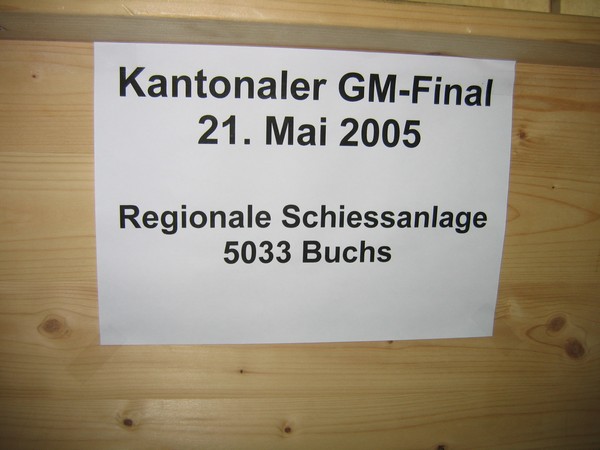 Kantonaler GM-Final
21. Mai 2005
Regionale Schiessanlage
5033 Buchs